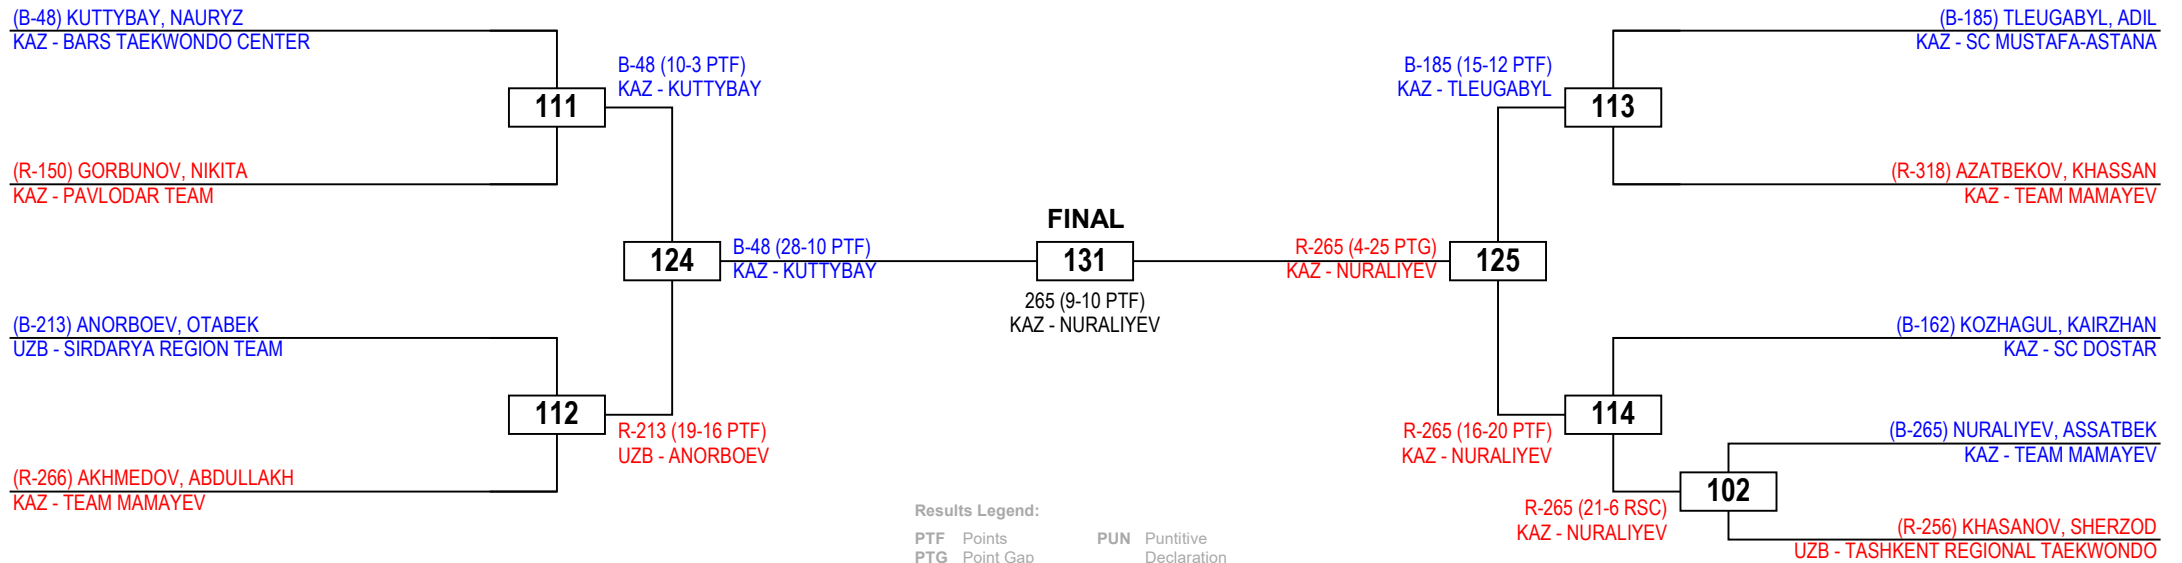 (B-48) KUTTYBAY, NAURYZ
KAZ - BARS TAEKWONDO CENTER
111
B-48 (10-3 PTF)
KAZ - KUTTYBAY
(R-150) GORBUNOV, NIKITA
KAZ - PAVLODAR TEAM
124
B-48 (28-10 PTF)
KAZ - KUTTYBAY
(B-213) ANORBOEV, OTABEK
UZB - SIRDARYA REGION TEAM
112
R-213 (19-16 PTF)
UZB - ANORBOEV
(R-266) AKHMEDOV, ABDULLAKH
KAZ - TEAM MAMAYEV
FINAL
131
265 (9-10 PTF)
KAZ - NURALIYEV
(B-185) TLEUGABYL, ADIL
KAZ - SC MUSTAFA-ASTANA
B-185 (15-12 PTF)
KAZ - TLEUGABYL
113
(R-318) AZATBEKOV, KHASSAN
KAZ - TEAM MAMAYEV
R-265 (4-25 PTG)
KAZ - NURALIYEV
125
(B-162) KOZHAGUL, KAIRZHAN
KAZ - SC DOSTAR
114
R-265 (16-20 PTF)
KAZ - NURALIYEV
(B-265) NURALIYEV, ASSATBEK
KAZ - TEAM MAMAYEV
102
R-265 (21-6 RSC)
KAZ - NURALIYEV
(R-256) KHASANOV, SHERZOD
UZB - TASHKENT REGIONAL TAEKWONDO
Results Legend:
PTF Points PUN Puntitive
PTG Point Gap Declaration